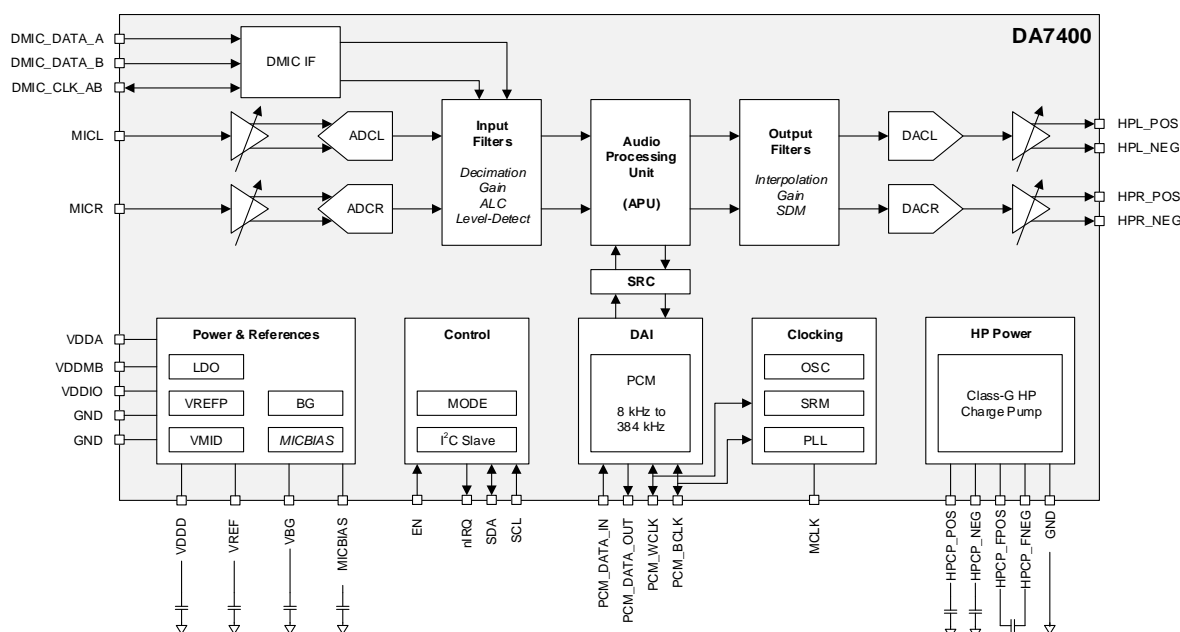 DA7400
DMIC_DATA_A
DMIC_DATA_B
DMIC_CLK_AB
DMIC IF
MICL
MICR
ADCL
ADCR
Input
Filters
Decimation
Gain
ALC
Level-Detect
Audio
Processing
Unit
(APU)
Output
Filters
Interpolation
Gain
SDM
DACL
DACR
HPL_POS
HPL_NEG
HPR_POS
HPR_NEG
SRC
VDDA
VDDMB
VDDIO
GND
GND
Power & References
LDO
VREFP
BG
VMID
MICBIAS
Control
MODE
I²C Slave
DAI
PCM
8 kHz to
384 kHz
Clocking
OSC
SRM
PLL
HP Power
Class-G HP
Charge Pump
VDDD
VREF
VBG
MICBIAS
EN
nIRQ
SDA
SCL
PCM_DATA_IN
PCM_DATA_OUT
PCM_WCLK
PCM_BCLK
MCLK
HPCP_POS
HPCP_NEG
HPCP_FPOS
HPCP_FNEG
GND